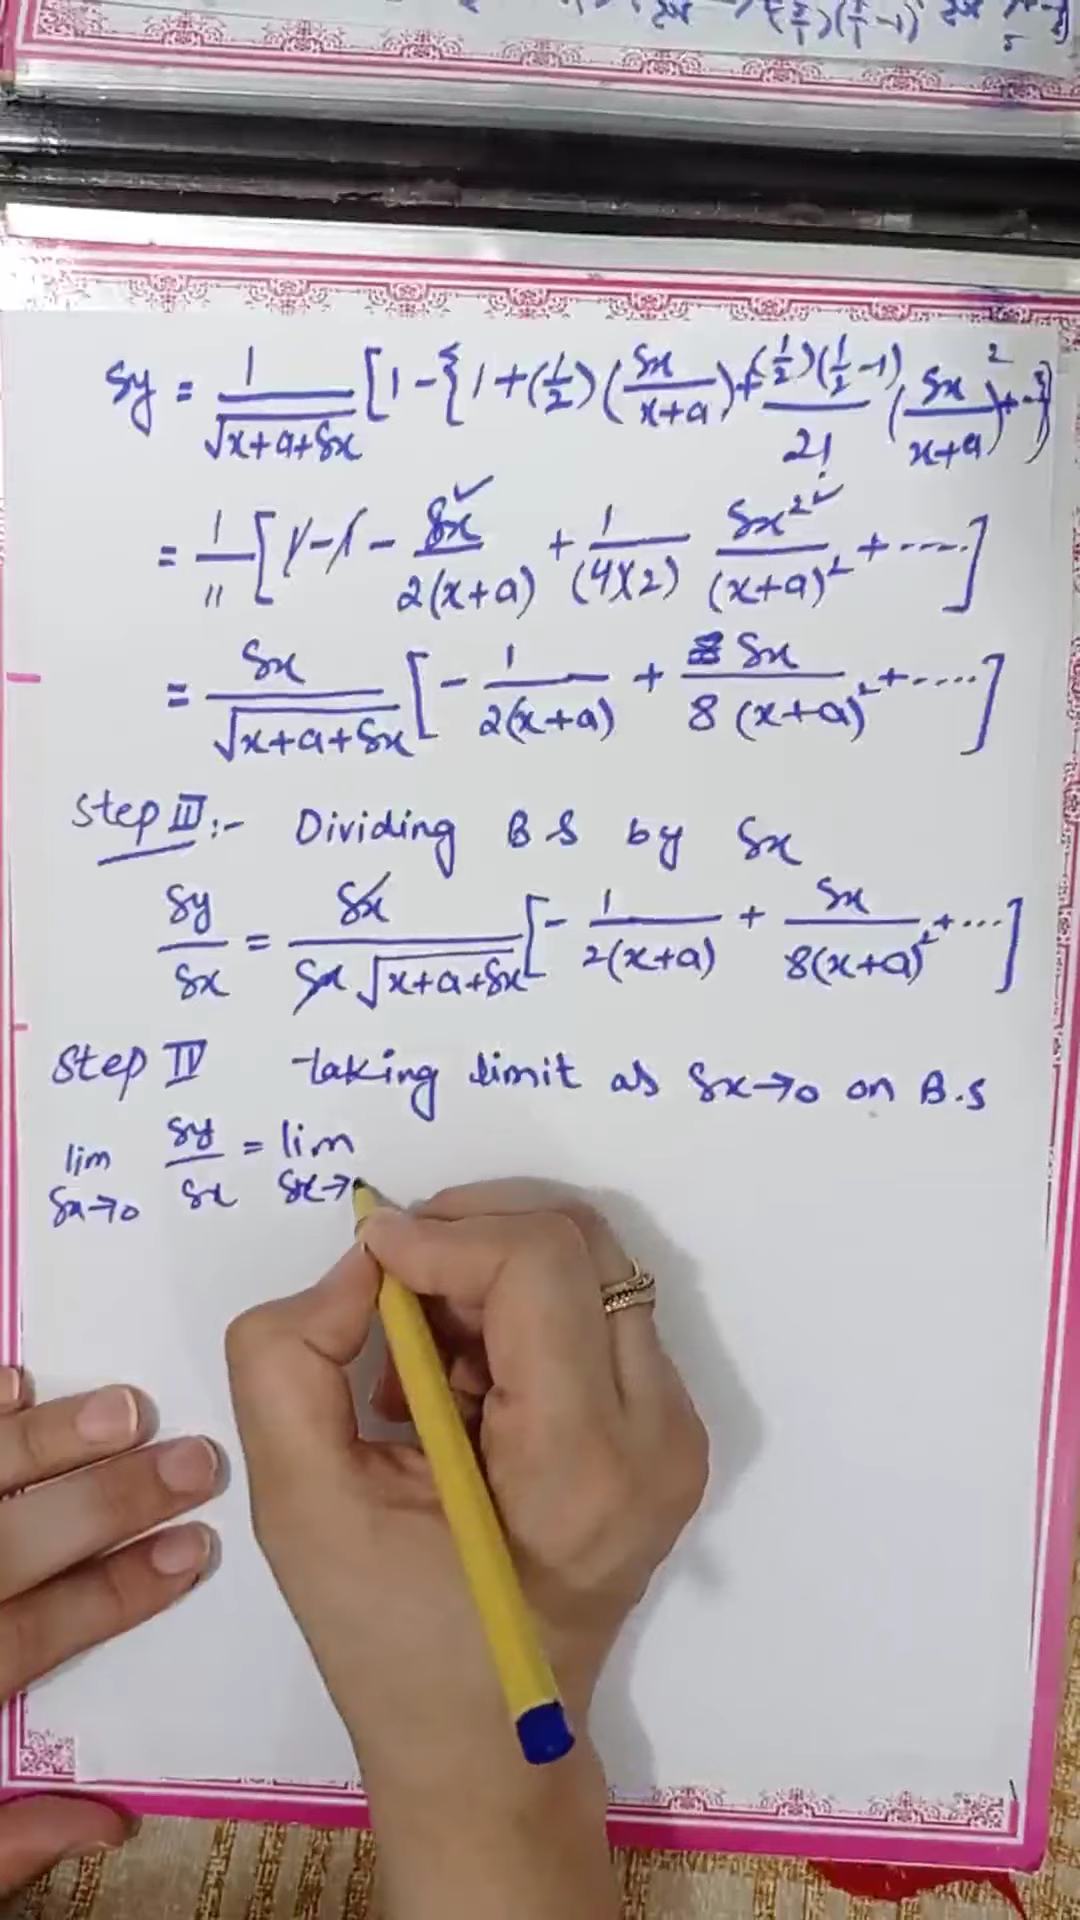 δy = 1/√x+a+δx [1-{1+(1/2)(δx/x+a)+(1/2)(1/2-1)/2! (δx/x+a)²+--}]
= 1/11 [1-1- δx/2(x+a) + 1/(4)(2) δx²/(x+a)² +-----]
= δx/√x+a+δx [- 1/2(x+a) + δx/8(x+a)² +.....]
Step III:- Dividing B S by δx
δy/δx = δx/δx √x+a+δx [- 1/2(x+a) + δx/8(x+a)² +...]
Step IV taking limit as δx→0 on B.S
lim δx→0 δy/δx = lim δx→